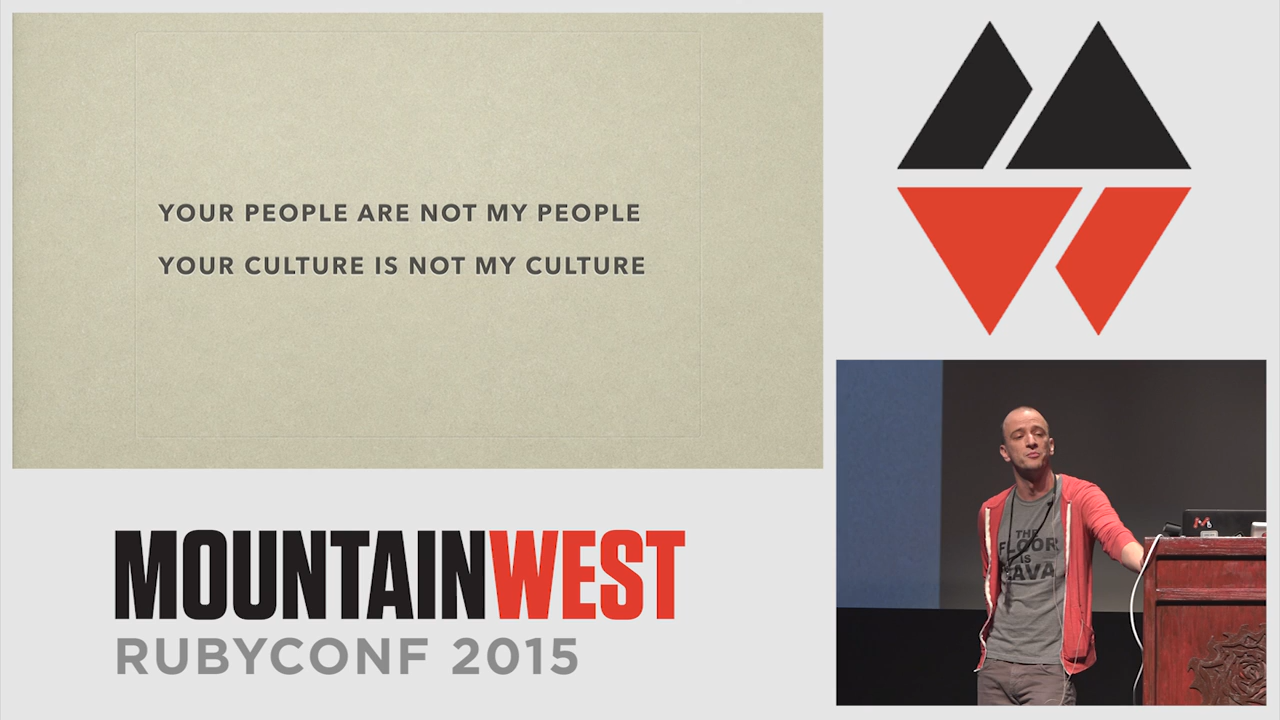 YOUR PEOPLE ARE NOT MY PEOPLE
YOUR CULTURE IS NOT MY CULTURE
MOUNTAINWEST
RUBYCONF 2015
THE
FLOOR
IS
LAVA